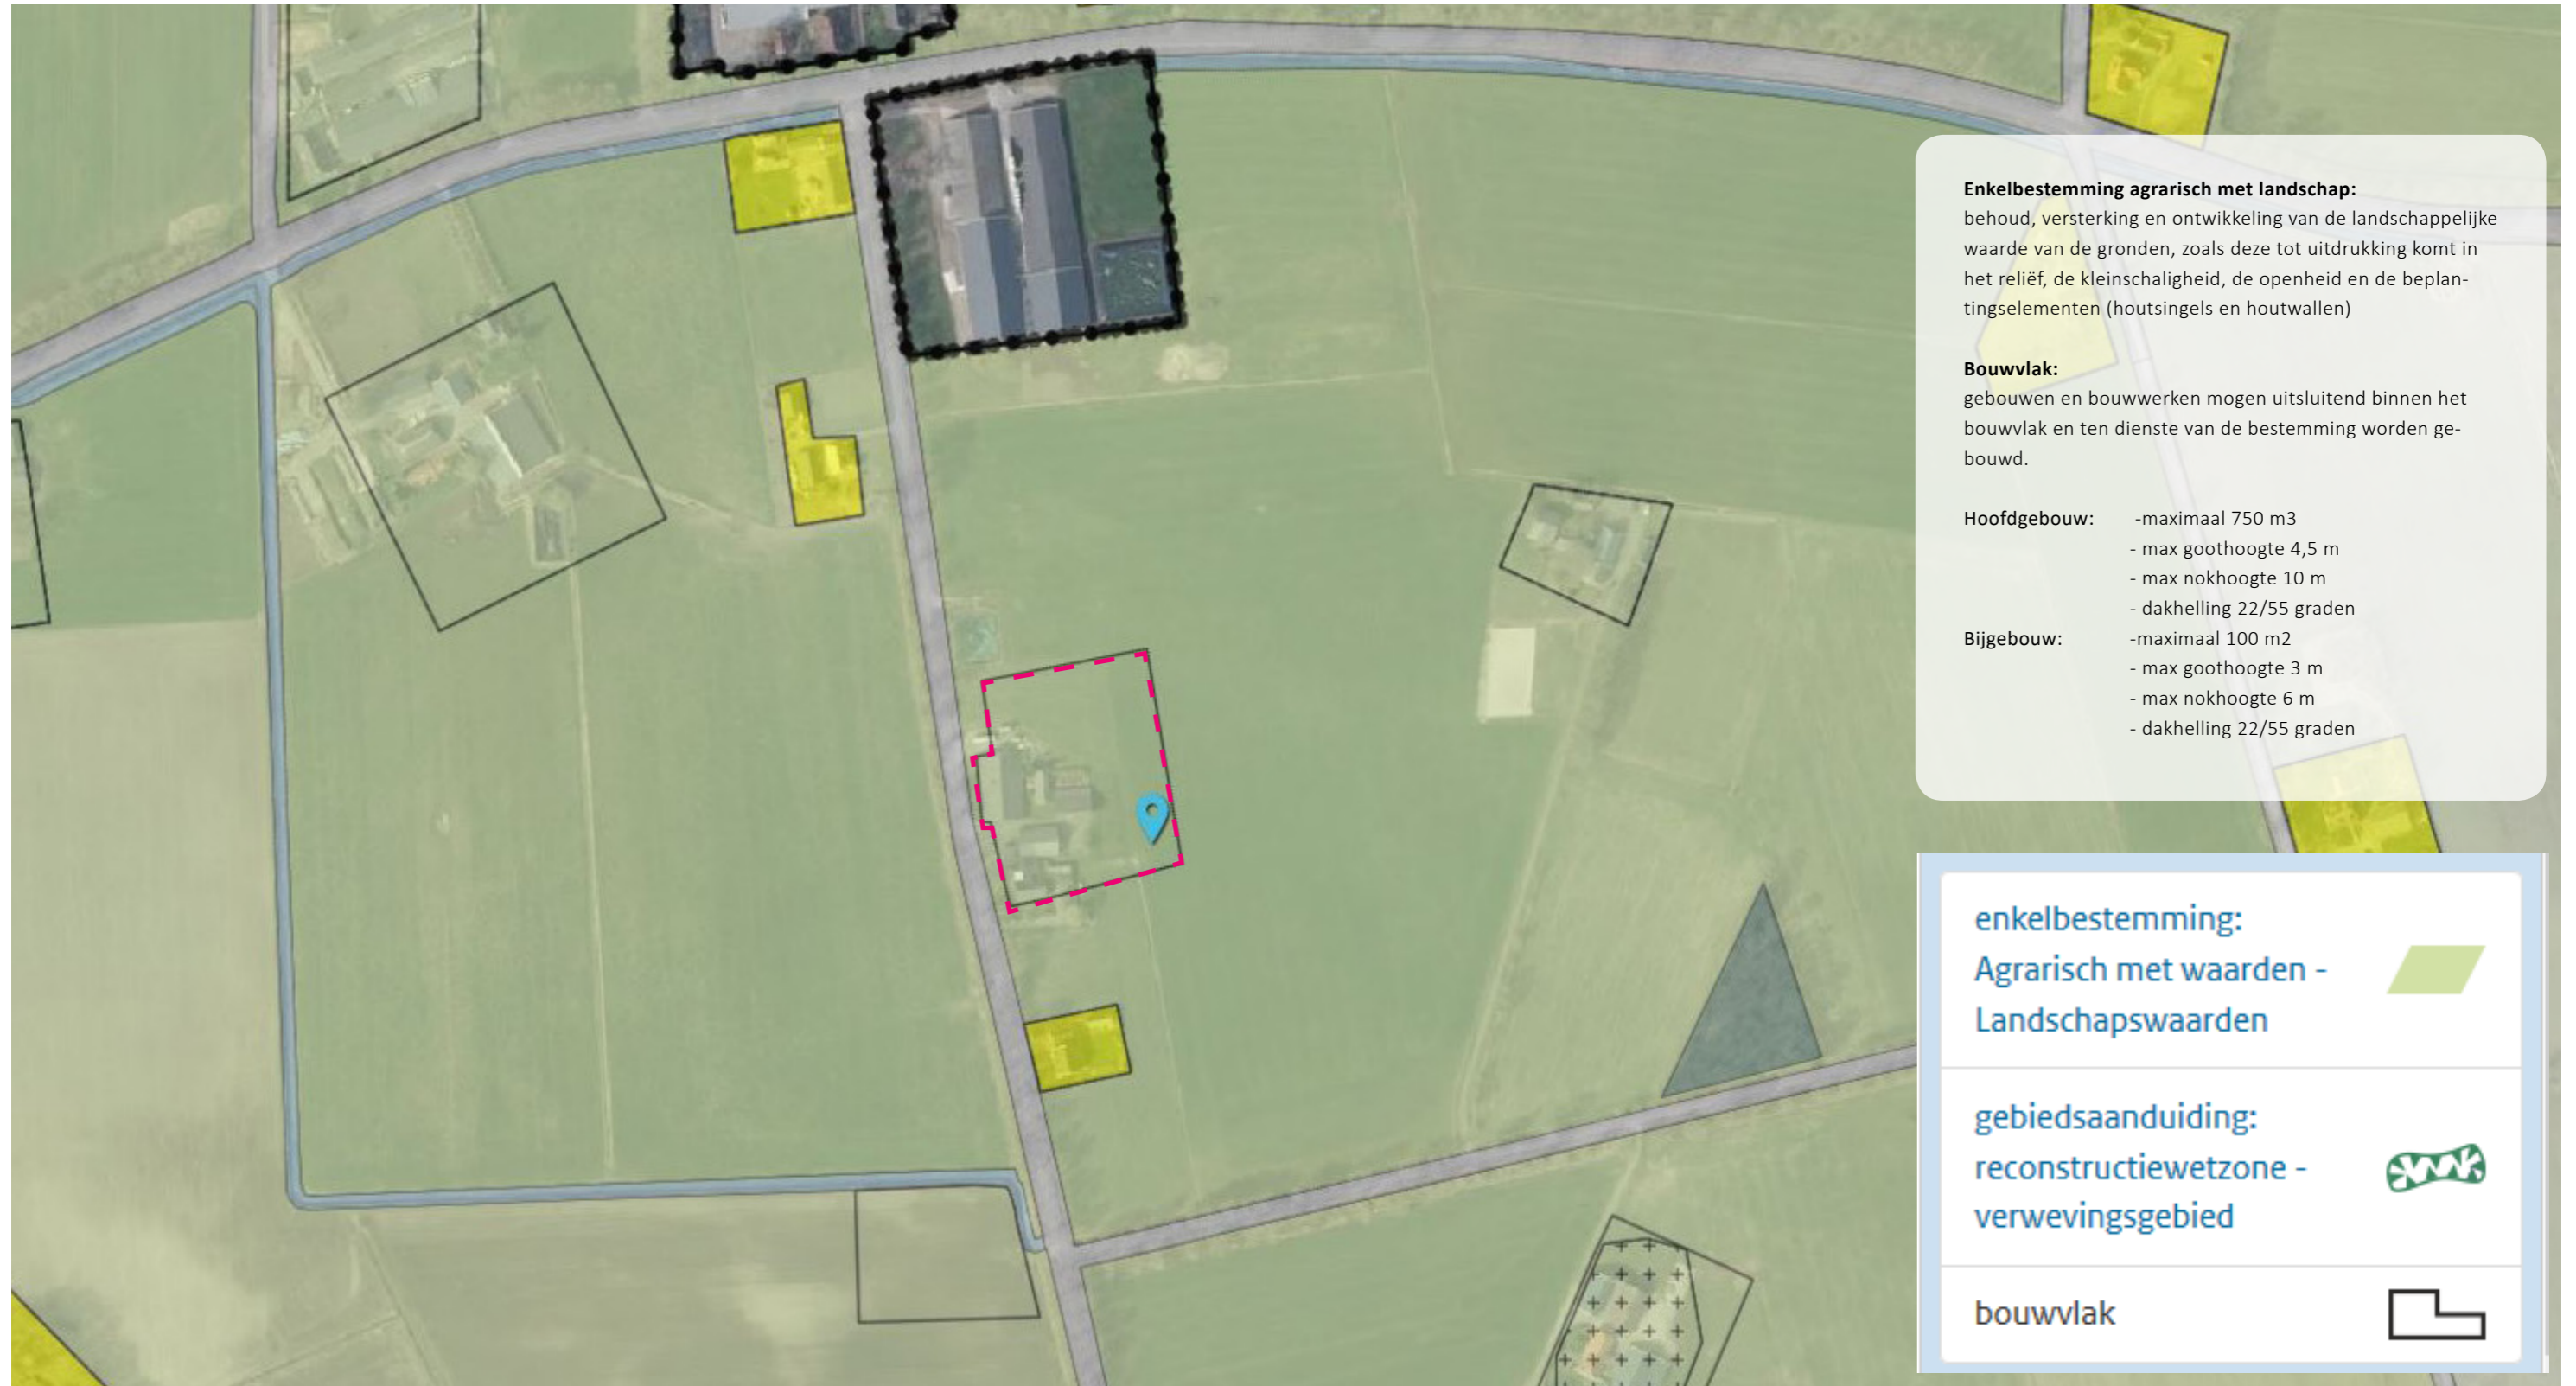 Enkelbestemming agrarisch met landschap:
behoud, versterking en ontwikkeling van de landschappelijke
waarde van de gronden, zoals deze tot uitdrukking komt in
het reliëf, de kleinschaligheid, de openheid en de beplan-
tingselementen (houtsingels en houtwallen)
Bouwvlak:
gebouwen en bouwwerken mogen uitsluitend binnen het
bouwvlak en ten dienste van de bestemming worden ge-
bouwd.
Hoofdgebouw: -maximaal 750 m3
- max goothoogte 4,5 m
- max nokhoogte 10 m
- dakhelling 22/55 graden
Bijgebouw: -maximaal 100 m2
- max goothoogte 3 m
- max nokhoogte 6 m
- dakhelling 22/55 graden
enkelbestemming:
Agrarisch met waarden -
Landschapswaarden
gebiedsaanduiding:
reconstructiewetzone -
verwevingsgebied
bouwvlak